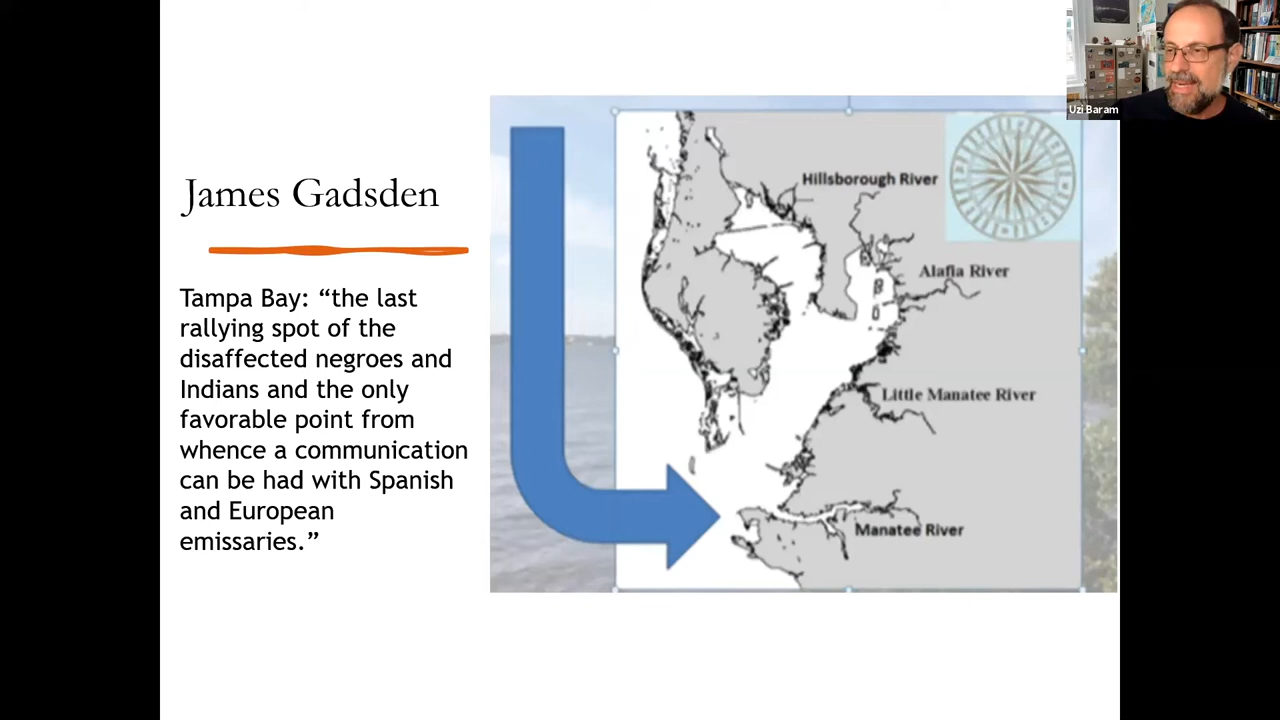 Uzi Baram
James Gadsden
Tampa Bay: “the last
rallying spot of the
disaffected negroes and
Indians and the only
favorable point from
whence a communication
can be had with Spanish
and European
emissaries.”
Hillsborough River
Alafia River
Little Manatee River
Manatee River